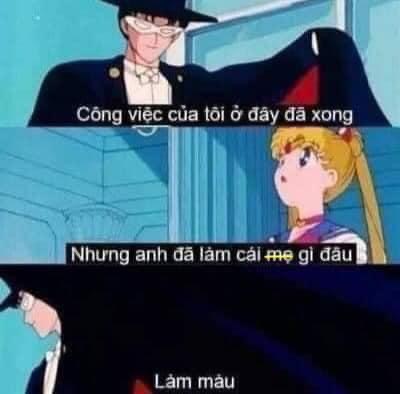 Công việc của tôi ở đây đã xong
Nhưng anh đã làm cái mẹ gì đâu
Làm màu